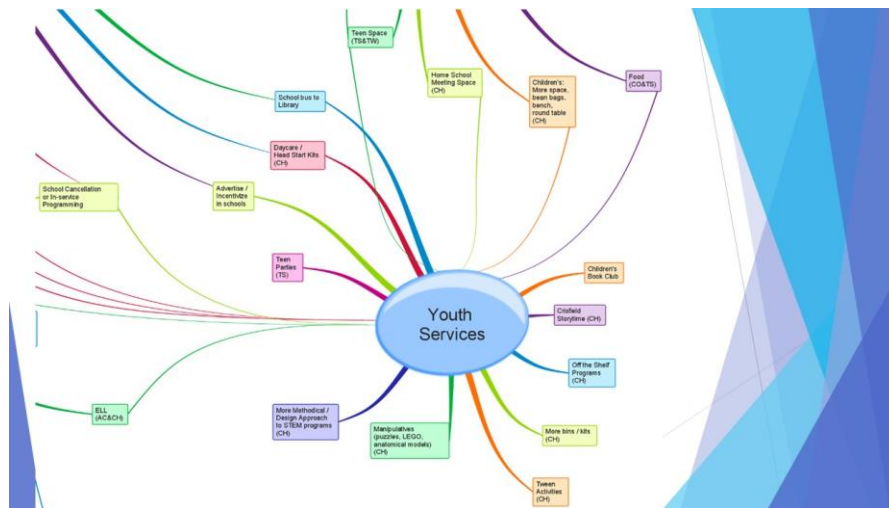 Teen Space
(TS&TW)
Home School
Meeting Space
(CH)
Children's:
More space,
bean bags,
bench,
round table
(CH)
Food
(CO&TS)
School bus to
Library
Daycare /
Head Start Kits
(CH)
School Cancellation
or In-service
Programming
Advertise /
Incentivize
in schools
Teen
Parties
(TS)
Youth
Services
Children's
Book Club
Crisfield
Storytime (CH)
Off the Shelf
Programs
(CH)
ELL
(AC&CH)
More Methodical /
Design Approach
to STEM programs
(CH)
Manipulatives
(puzzles, LEGO,
anatomical models)
(CH)
More bins / kits
(CH)
Tween
Activities
(CH)